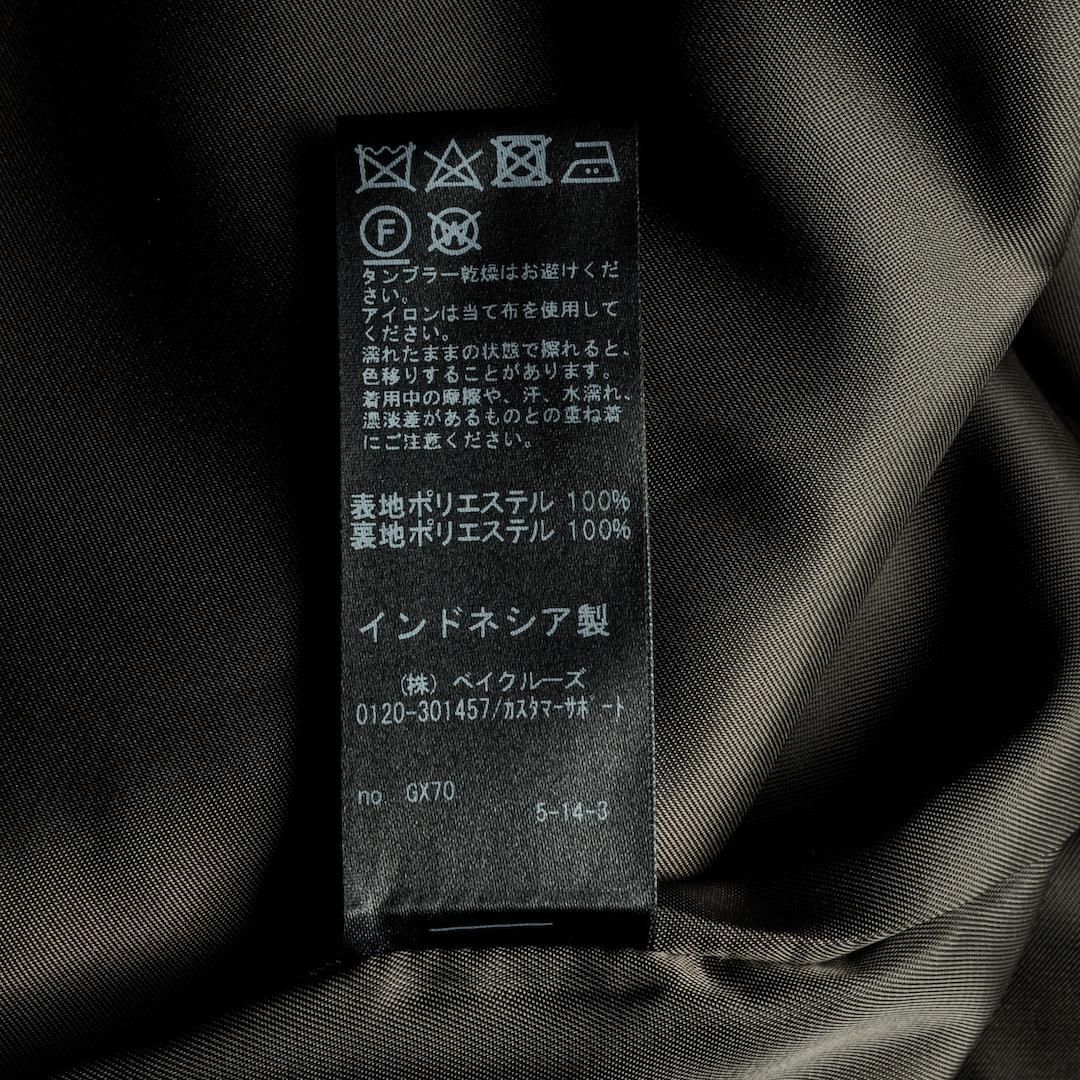 F W
タンブラー乾燥はお避けくだ
さい。
アイロンは当て布を使用して
ください。
濡れたままの状態で擦れると、
色移りすることがあります。
着用中の摩擦や、汗、水濡れ、
濃淡差があるものとの重ね着
にご注意ください。
表地ポリエステル 100%
裏地ポリエステル 100%
インドネシア製
(株) ベイクルーズ
0120-301457/ｶｽﾀﾏｰｻﾎﾟｰﾄ
no GX70
5-14-3